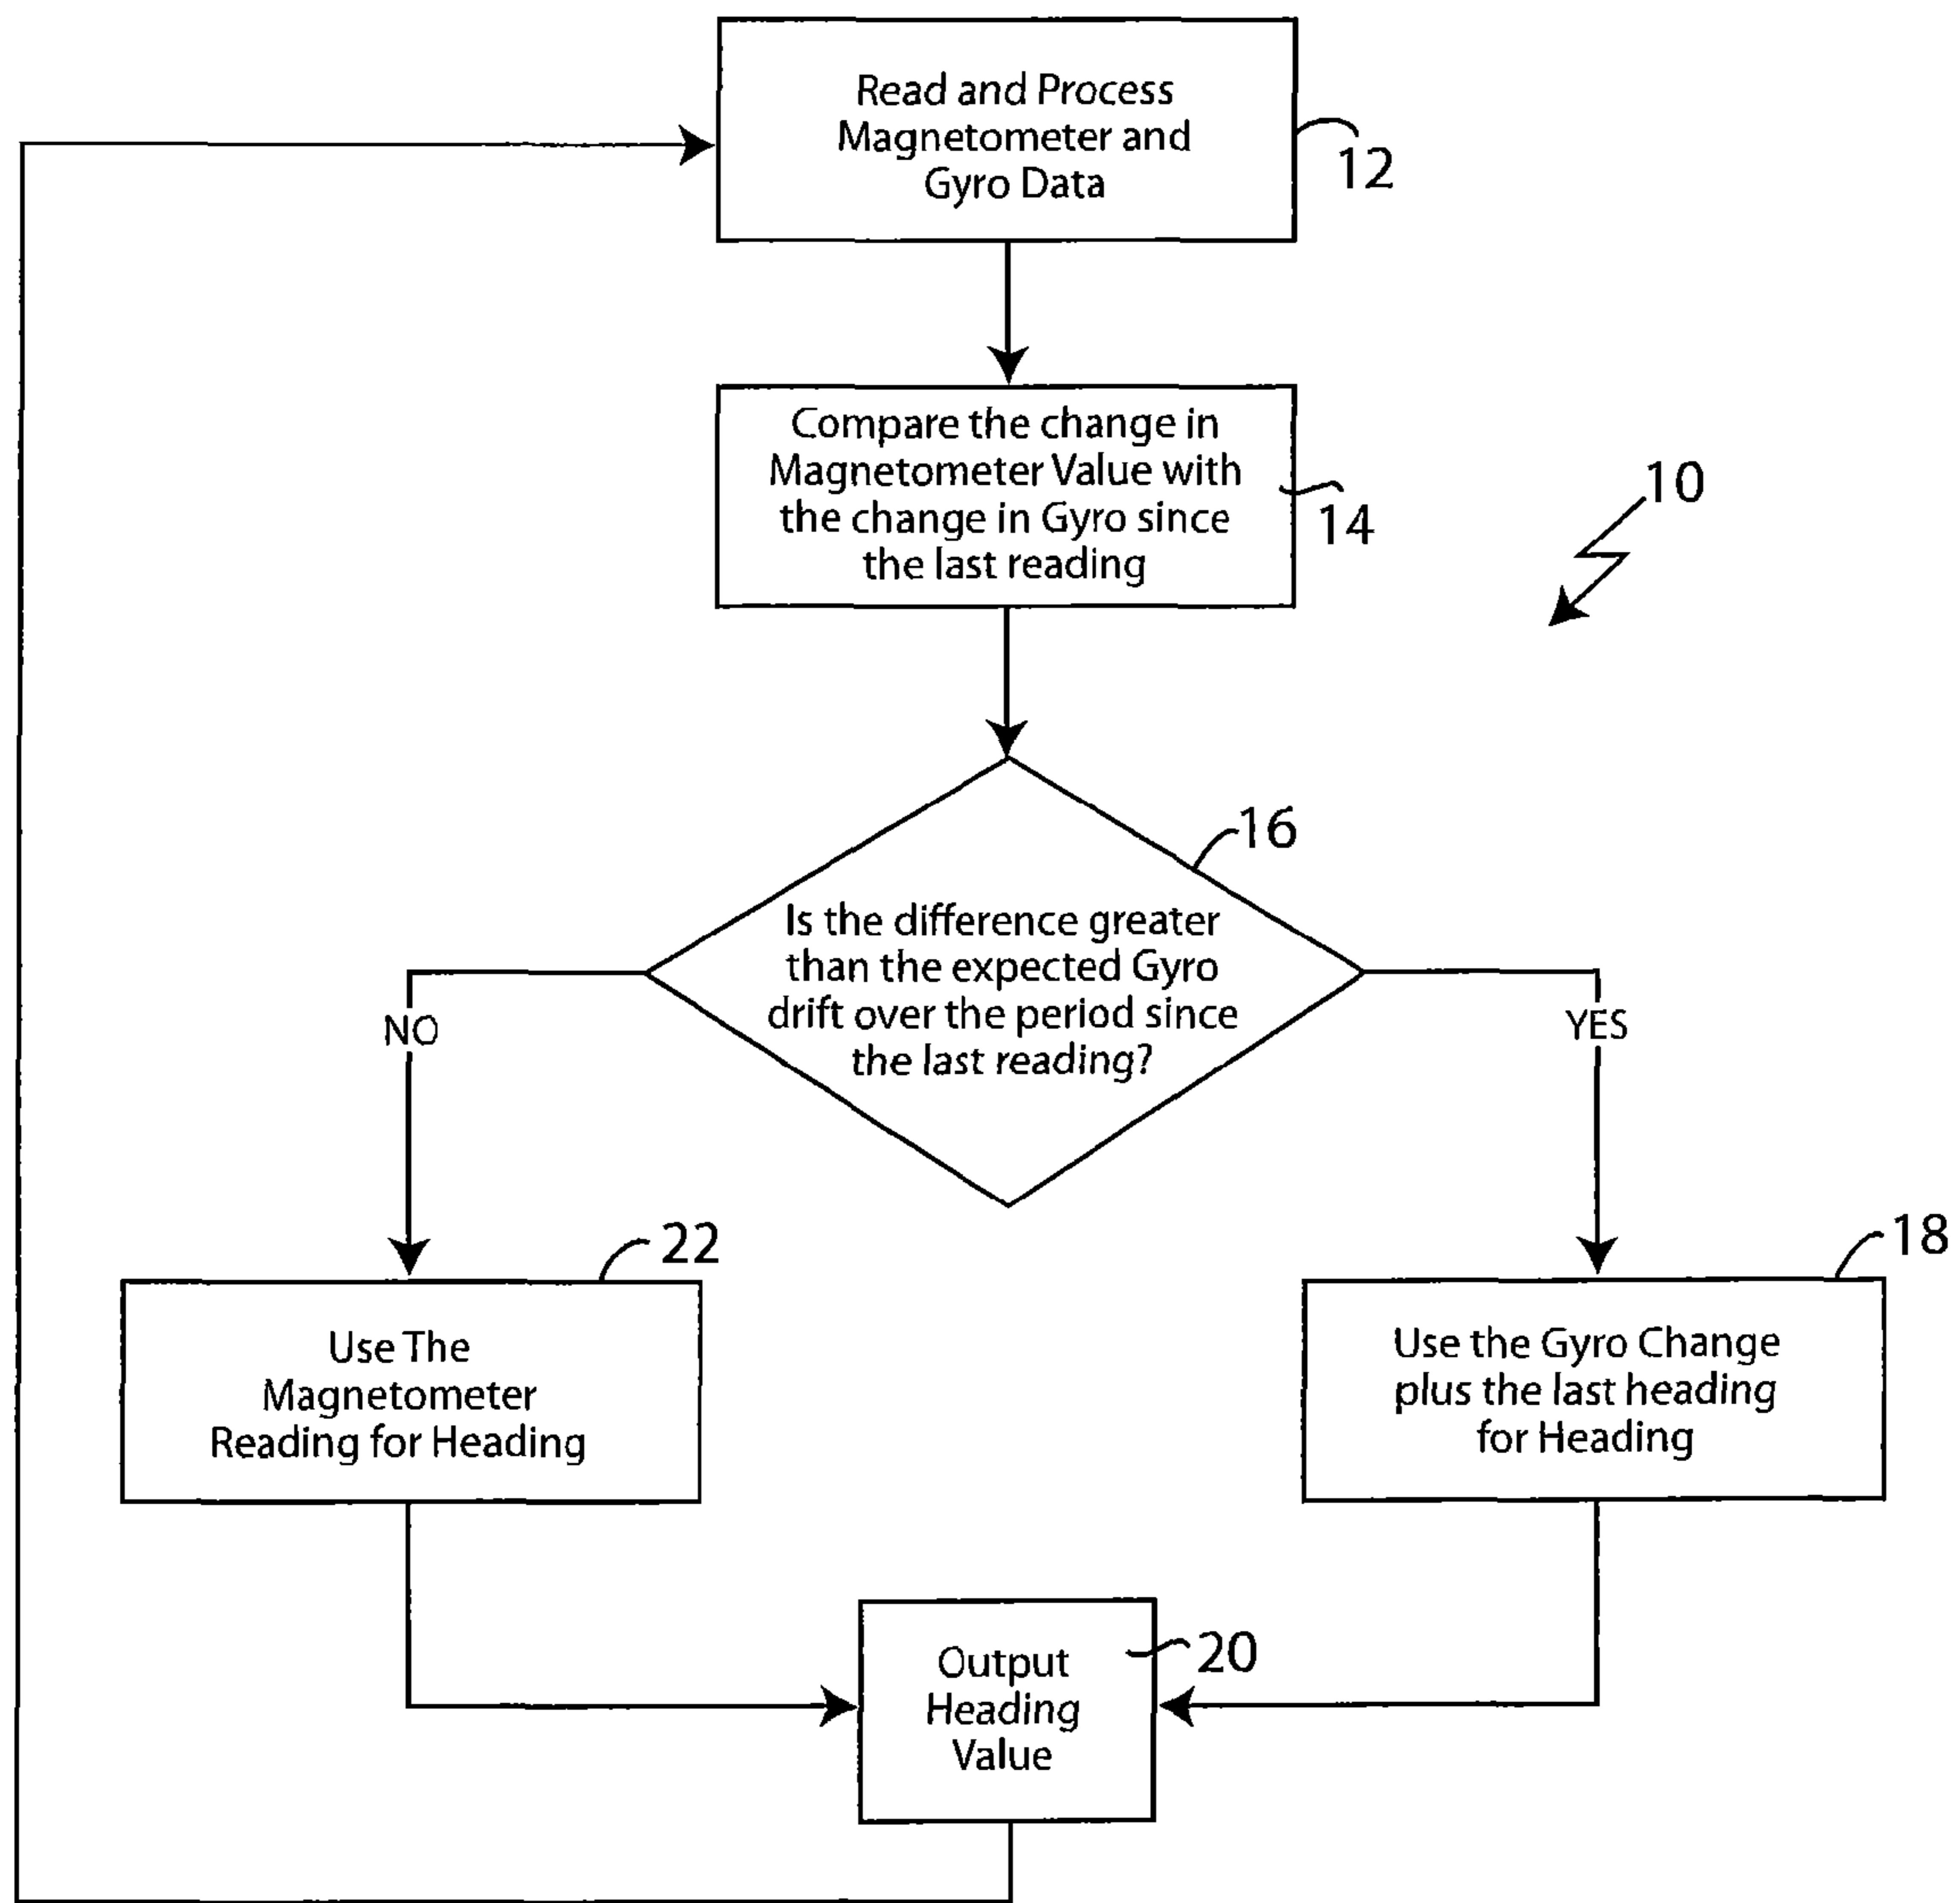 Read and Process
Magnetometer and
Gyro Data
12
Compare the change in
Magnetometer Value with
the change in Gyro since
the last reading
14
10
16
Is the difference greater
than the expected Gyro
drift over the period since
the last reading?
NO
YES
22
18
Use The
Magnetometer
Reading for Heading
Use the Gyro Change
plus the last heading
for Heading
20
Output
Heading
Value